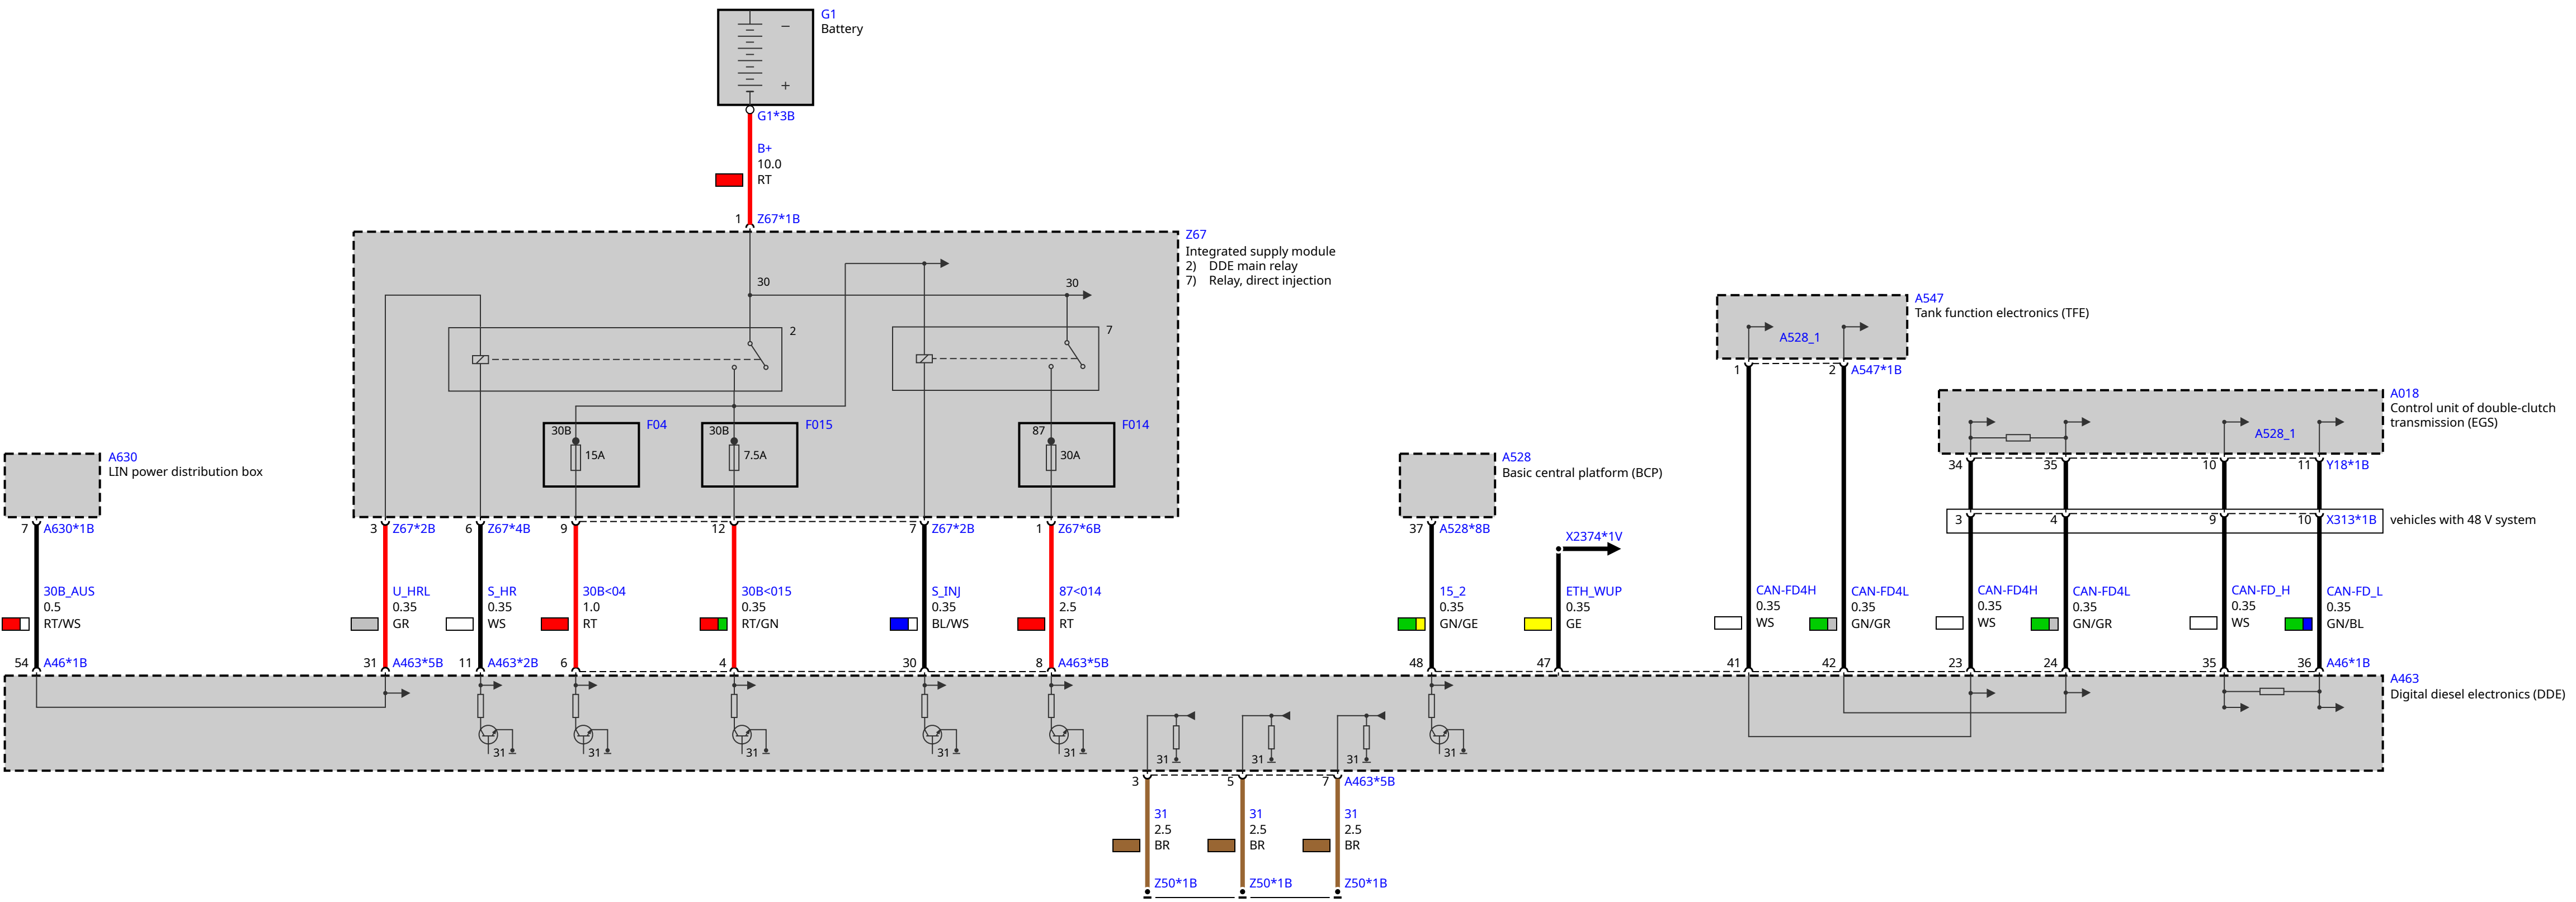 G1
Battery
−
+
G1*3B
B+
10.0
RT
1 Z67*1B
Z67
Integrated supply module
2) DDE main relay
7) Relay, direct injection
30
30
2
7
F04
30B
15A
F015
30B
7.5A
F014
87
30A
A547
Tank function electronics (TFE)
A528_1
1
2 A547*1B
A018
Control unit of double-clutch
transmission (EGS)
A528_1
34
35
10
11 Y18*1B
3
4
9
10 X313*1B
vehicles with 48 V system
A630
LIN power distribution box
A528
Basic central platform (BCP)
7 A630*1B
3 Z67*2B
6 Z67*4B
9
12
7 Z67*2B
1 Z67*6B
37 A528*8B
X2374*1V
30B_AUS
0.5
RT/WS
U_HRL
0.35
GR
S_HR
0.35
WS
30B<04
1.0
RT
30B<015
0.35
RT/GN
S_INJ
0.35
BL/WS
87<014
2.5
RT
15_2
0.35
GN/GE
ETH_WUP
0.35
GE
CAN-FD4H
0.35
WS
CAN-FD4L
0.35
GN/GR
CAN-FD4H
0.35
WS
CAN-FD4L
0.35
GN/GR
CAN-FD_H
0.35
WS
CAN-FD_L
0.35
GN/BL
54 A46*1B
31 A463*5B
11 A463*2B
6
4
30
8 A463*5B
48
47
41
42
23
24
35
36 A46*1B
A463
Digital diesel electronics (DDE)
31
31
31
31
31
31
31
31
31
3
5
7 A463*5B
31
2.5
BR
31
2.5
BR
31
2.5
BR
Z50*1B
Z50*1B
Z50*1B